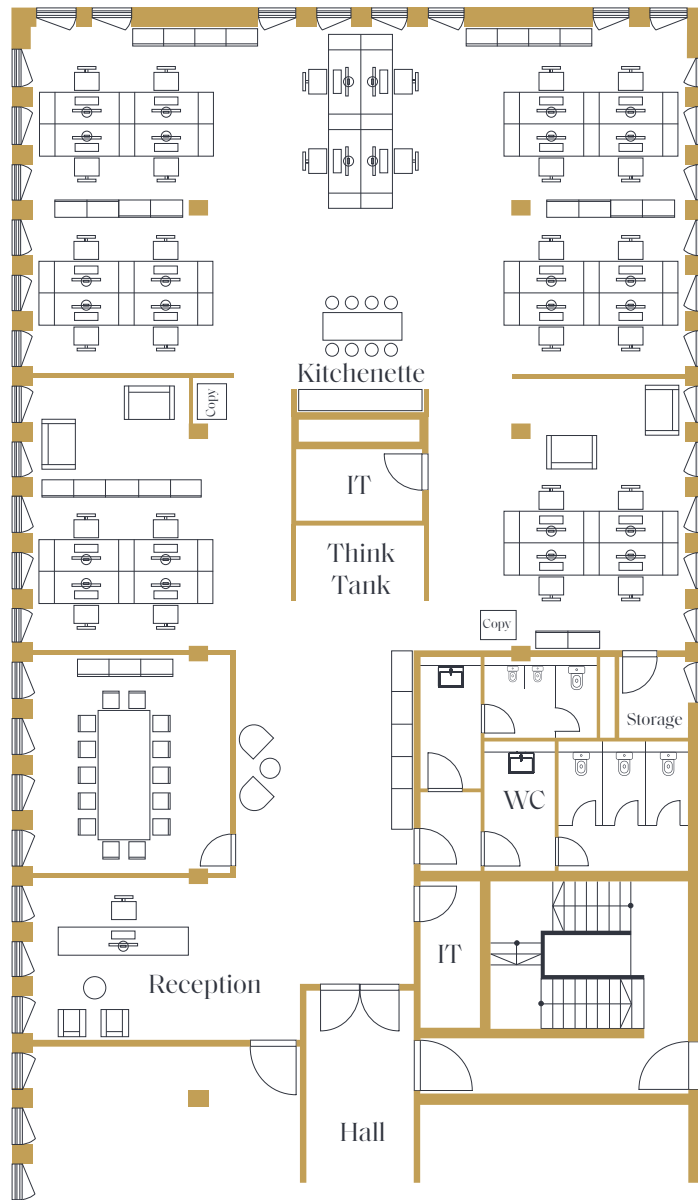 Kitchenette
Copy
IT
Think
Tank
Copy
Storage
WC
IT
Reception
Hall